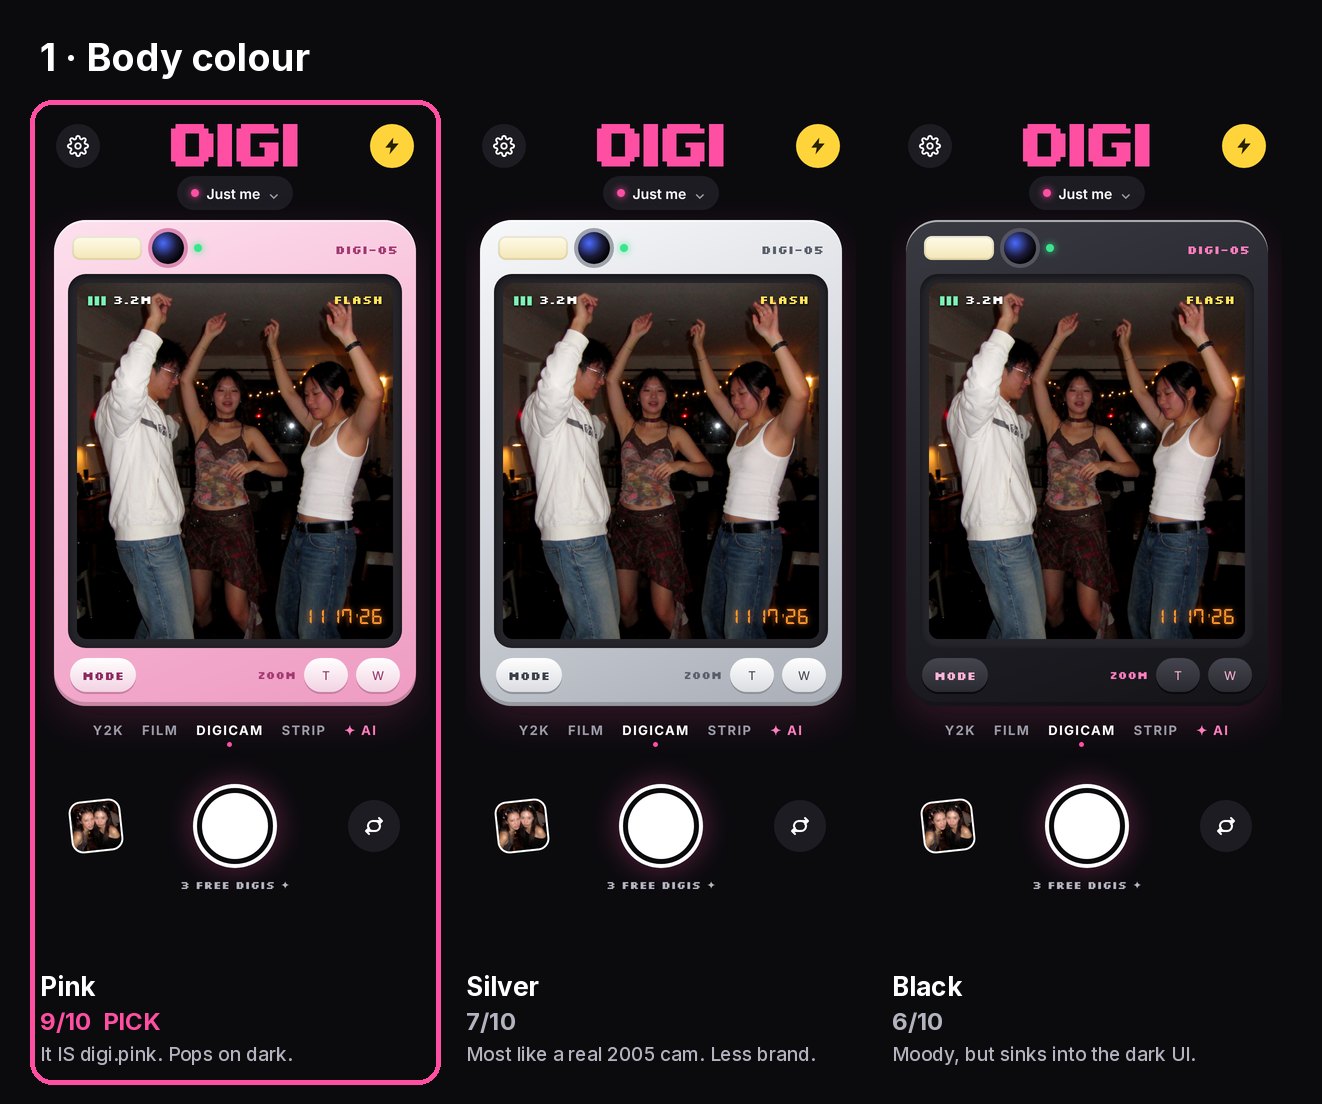 1 · Body colour
DIGI
Just me
DIGI-05
3.2M FLASH
11 17 '26
MODE ZOOM T W
Y2K FILM DIGICAM STRIP ✦ AI
3 FREE DIGIS ✦
Pink
9/10 PICK
It IS digi.pink. Pops on dark.
DIGI
Just me
DIGI-05
3.2M FLASH
11 17 '26
MODE ZOOM T W
Y2K FILM DIGICAM STRIP ✦ AI
3 FREE DIGIS ✦
Silver
7/10
Most like a real 2005 cam. Less brand.
DIGI
Just me
DIGI-05
3.2M FLASH
11 17 '26
MODE ZOOM T W
Y2K FILM DIGICAM STRIP ✦ AI
3 FREE DIGIS ✦
Black
6/10
Moody, but sinks into the dark UI.